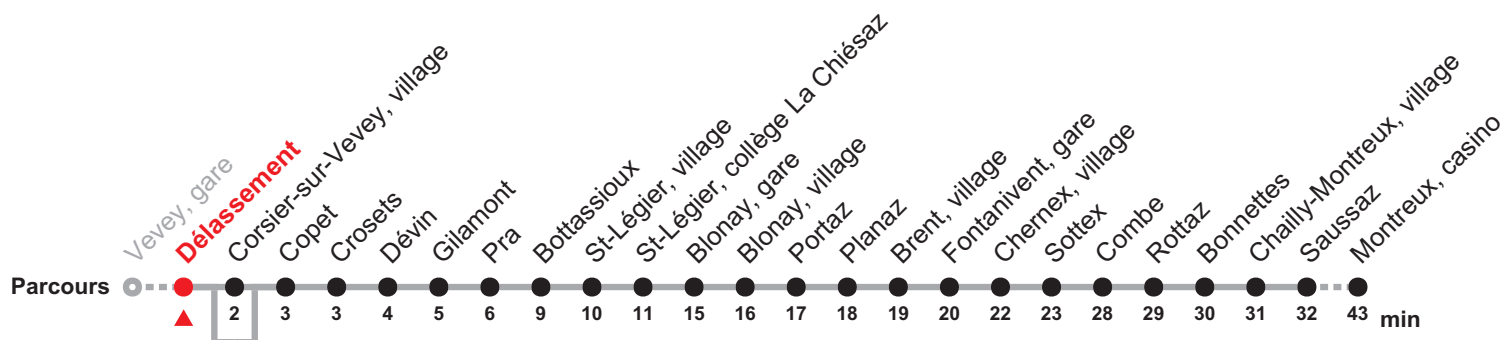 Vevey, gare
Délassement
Corsier-sur-Vevey, village
Copet
Crosets
Dévin
Gilamont
Pra
Bottassioux
St-Légier, village
St-Légier, collège La Chiésaz
Blonay, gare
Blonay, village
Portaz
Planaz
Brent, village
Fontanivent, gare
Chernex, village
Sottex
Combe
Rottaz
Bonnettes
Chailly-Montreux, village
Saussaz
Montreux, casino
Parcours
2 3 3 4 5 6 9 10 11 15 16 17 18 19 20 22 23 28 29 30 31 32 43 min